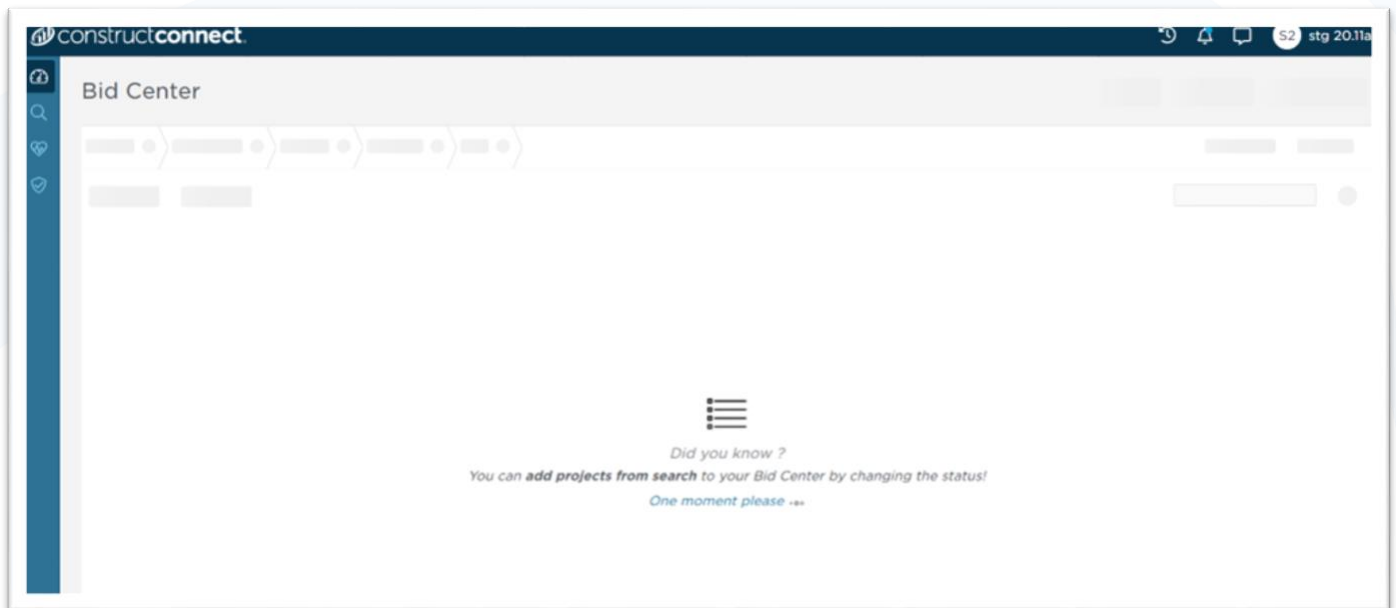 constructconnect.
S2 stg 20.11a
Bid Center
Did you know ?
You can add projects from search to your Bid Center by changing the status!
One moment please ...